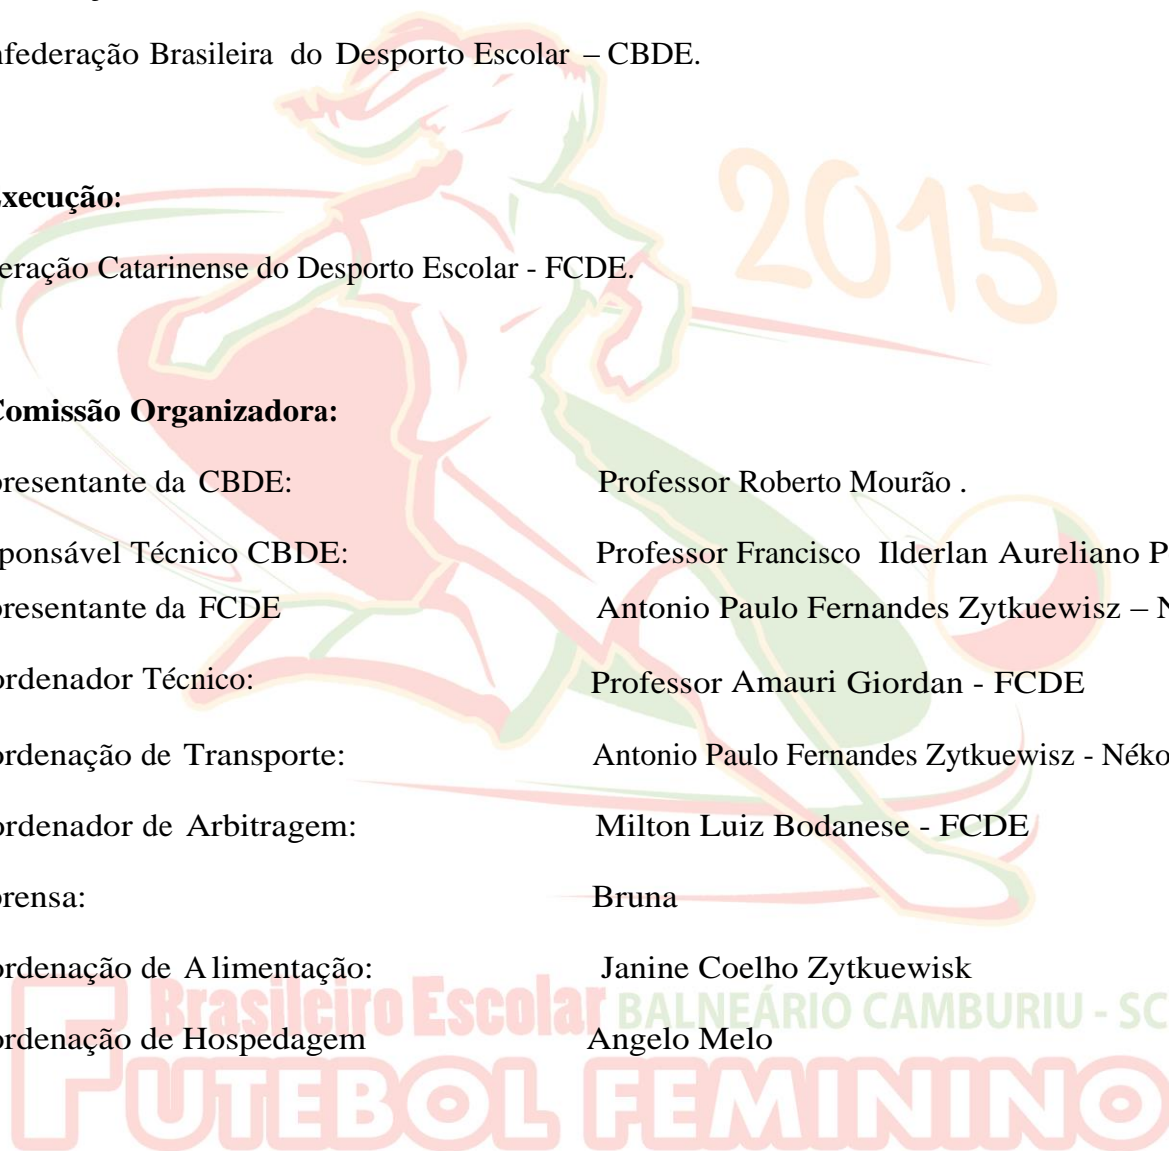 nfederação Brasileira do Desporto Escolar – CBDE.
2015
Execução:
eração Catarinense do Desporto Escolar - FCDE.
Comissão Organizadora:
presentante da CBDE: Professor Roberto Mourão .
ponsável Técnico CBDE: Professor Francisco Ilderlan Aureliano P
presentante da FCDE Antonio Paulo Fernandes Zytkuewisz – N
ordenador Técnico: Professor Amauri Giordan - FCDE
ordenação de Transporte: Antonio Paulo Fernandes Zytkuewisz - Néko
ordenador de Arbitragem: Milton Luiz Bodanese - FCDE
prensa: Bruna
ordenação de Alimentação: Janine Coelho Zytkuewisk
Brasileiro Escolar BALNEÁRIO CAMBURIU - SC
ordenação de Hospedagem Angelo Melo
FUTEBOL FEMININO